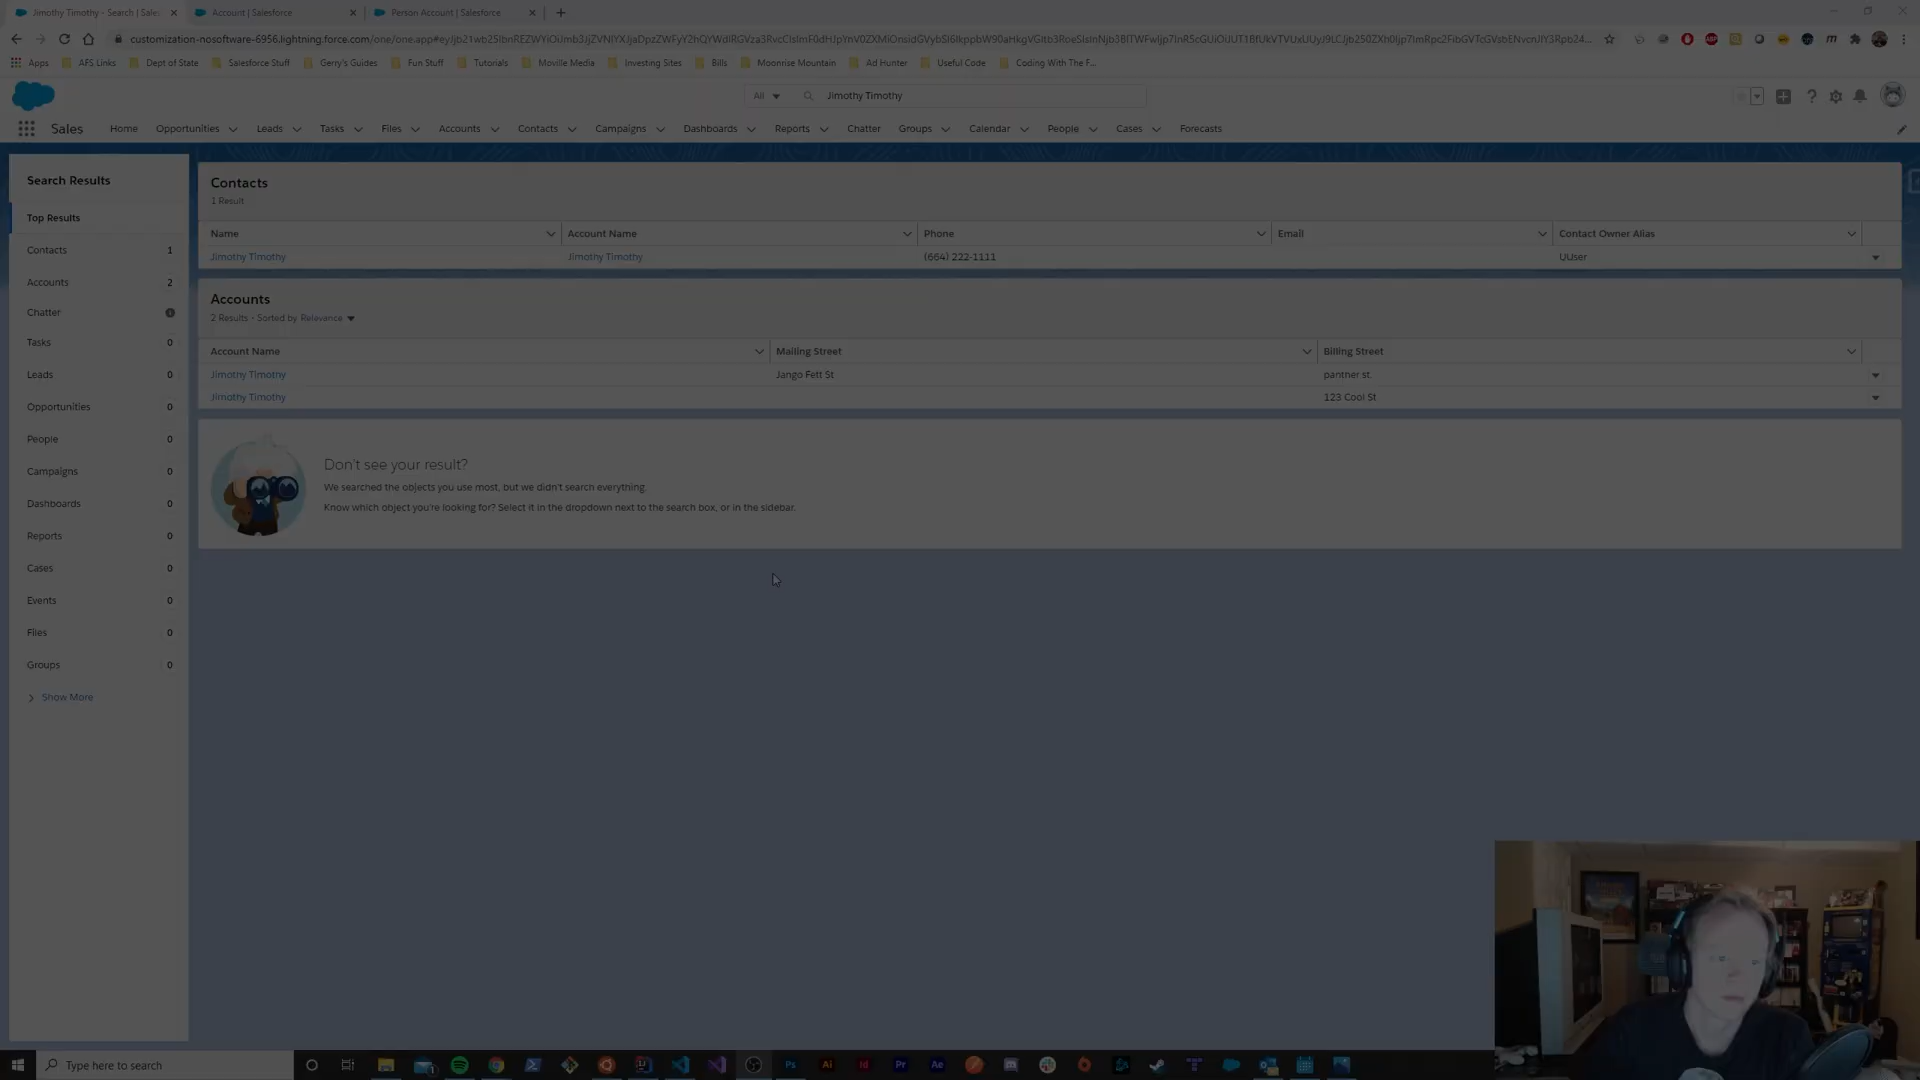 Jimothy Timothy - Search | Sales
Account | Salesforce
Person Account | Salesforce
Apps
AFS Links
Dept of State
Salesforce Stuff
Gerry's Guides
Fun Stuff
Tutorials
Moville Media
Investing Sites
Bills
Moonrise Mountain
Ad Hunter
Useful Code
Coding With The F...
All
Jimothy Timothy
Sales
Home
Opportunities
Leads
Tasks
Files
Accounts
Contacts
Campaigns
Dashboards
Reports
Chatter
Groups
Calendar
People
Cases
Forecasts
Search Results
Top Results
Contacts 1
Accounts 2
Chatter
Tasks 0
Leads 0
Opportunities 0
People 0
Campaigns 0
Dashboards 0
Reports 0
Cases 0
Events 0
Files 0
Groups 0
Show More
Contacts
1 Result
Name Account Name Phone Email Contact Owner Alias
Jimothy Timothy Jimothy Timothy (664) 222-1111 UUser
Accounts
2 Results • Sorted by Relevance
Account Name Mailing Street Billing Street
Jimothy Timothy Jango Fett St pantner st.
Jimothy Timothy 123 Cool St
Don't see your result?
We searched the objects you use most, but we didn't search everything.
Know which object you're looking for? Select it in the dropdown next to the search box, or in the sidebar.
Type here to search